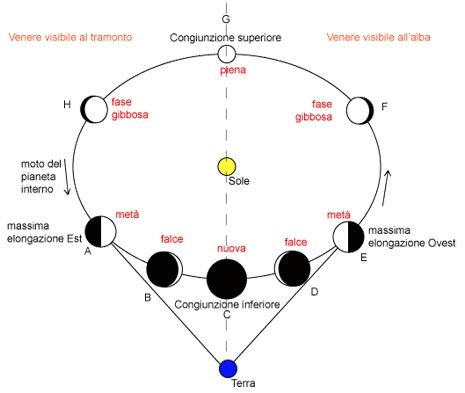 G
Venere visibile al tramonto
Congiunzione superiore
Venere visibile all'alba
piena
H
fase
gibbosa
fase
gibbosa
F
moto del
pianeta
interno
Sole
massima
elongazione Est
A
metà
falce
nuova
falce
metà
massima
elongazione Ovest
E
B
Congiunzione inferiore
C
D
Terra